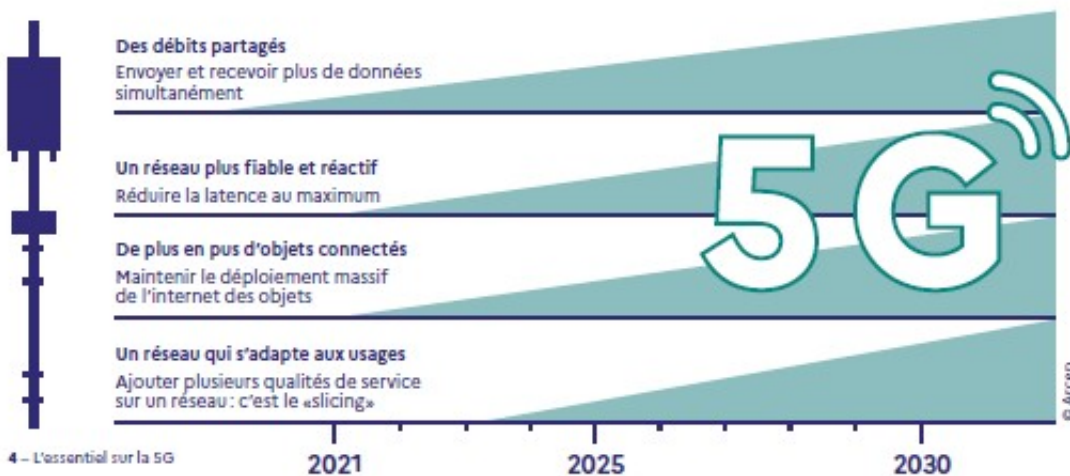 Des débits partagés
Envoyer et recevoir plus de données
simultanément
Un réseau plus fiable et réactif
Réduire la latence au maximum
De plus en pus d'objets connectés
Maintenir le déploiement massif
de l'internet des objets
Un réseau qui s'adapte aux usages
Ajouter plusieurs qualités de service
sur un réseau : c'est le «slicing»
5G
© Arcep
4 – L'essentiel sur la 5G
2021 2025 2030